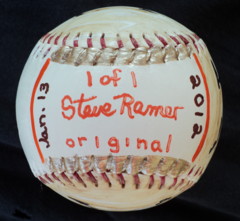 Jan. 13
1 of 1
Steve Ramer
original
2012